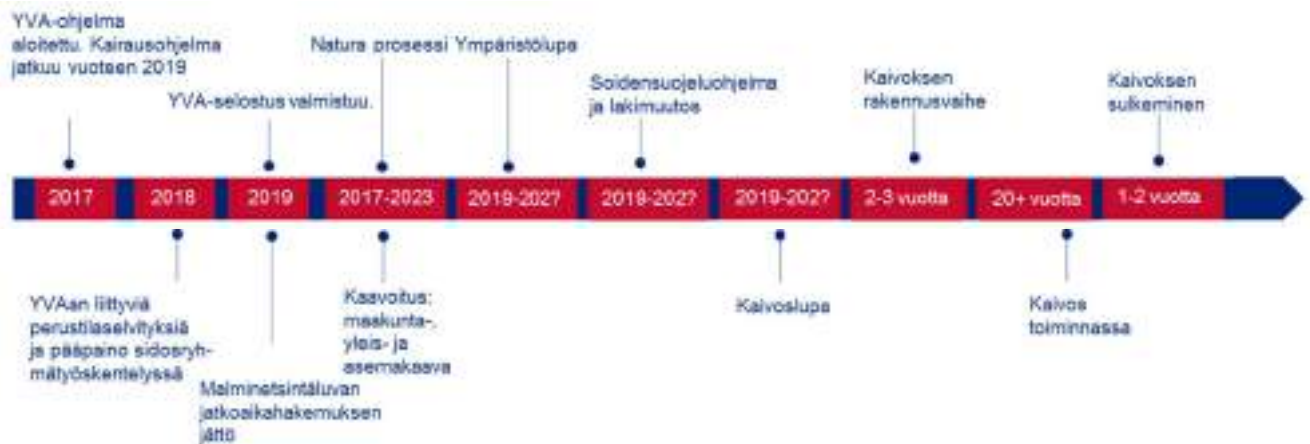 YVA-ohjelma
aloitettu. Kairausohjelma
jatkuu vuoteen 2019
YVA-selostus valmistuu.
Natura prosessi
Ympäristölupa
Soidensuojeluohjelma
ja lakimuutos
Kaivoksen
rakennusvaihe
Kaivoksen
sulkeminen
2017
2018
2019
2017-2023
2019-202?
2019-202?
2019-202?
2-3 vuotta
20+ vuotta
1-2 vuotta
YVAan liittyviä
perustilaselvityksiä
ja pääpaino sidosryh-
mätyöskentelyssä
Malminetsintäluvan
jatkoaikahakemuksen
jättö
Kaavoitus:
maakunta-,
yleis- ja
asemakaava
Kaivoslupa
Kaivos
toiminnassa